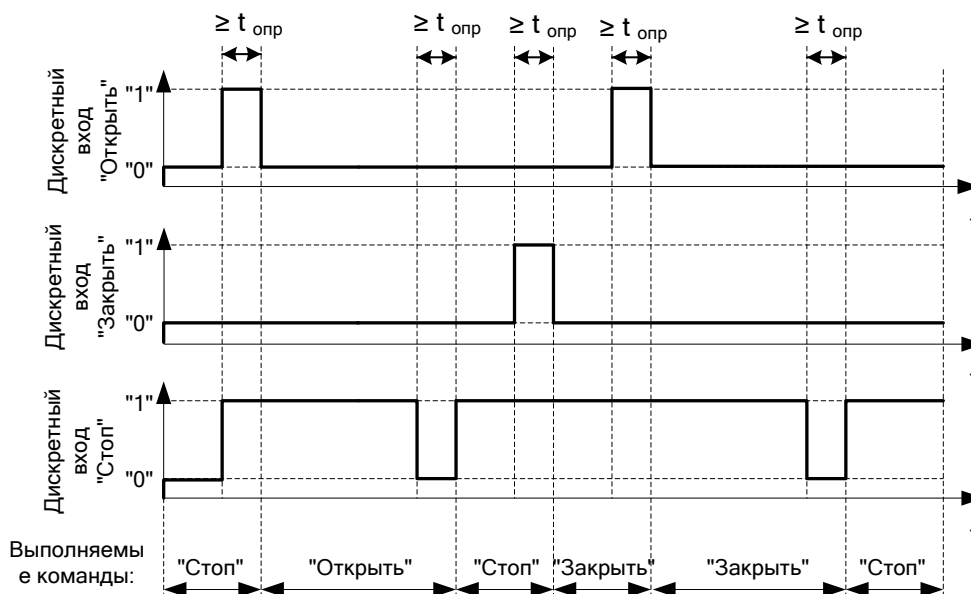 ≥ t опр
≥ t опр
≥ t опр
≥ t опр
≥ t опр
Дискретный
вход
"Открыть"
"1"
"0"
Дискретный
вход
"Закрыть"
"1"
"0"
Дискретный
вход
"Стоп"
"1"
"0"
Выполняемы
е команды:
"Стоп"
"Открыть"
"Стоп"
"Закрыть"
"Закрыть"
"Стоп"